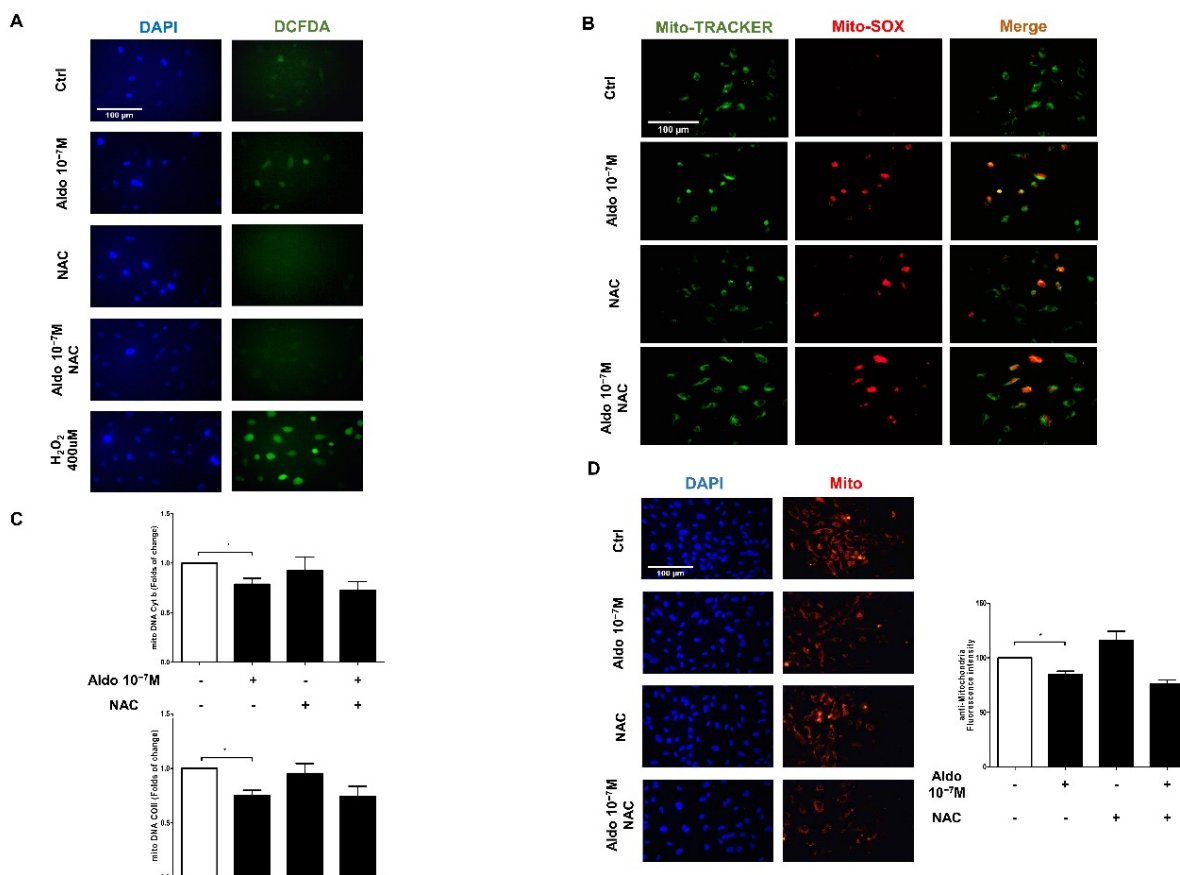 A
DAPI
DCFDA
Ctrl
100 µm
Aldo 10⁻⁷M
NAC
Aldo 10⁻⁷M
NAC
H₂O₂
400uM
B
Mito-TRACKER
Mito-SOX
Merge
Ctrl
100 µm
Aldo 10⁻⁷M
NAC
Aldo 10⁻⁷M
NAC
C
mito DNA Cyt b (Folds of change)
1.5
1.0
0.5
0.0
*
Aldo 10⁻⁷M
- + - +
NAC
- - + +
mito DNA COII (Folds of change)
1.5
1.0
0.5
*
D
DAPI
Mito
Ctrl
100 µm
Aldo 10⁻⁷M
NAC
Aldo 10⁻⁷M
NAC
anti-Mitochondria
Fluorescence intensity
150
100
50
0
*
Aldo
10⁻⁷M
- + - +
NAC
- - + +